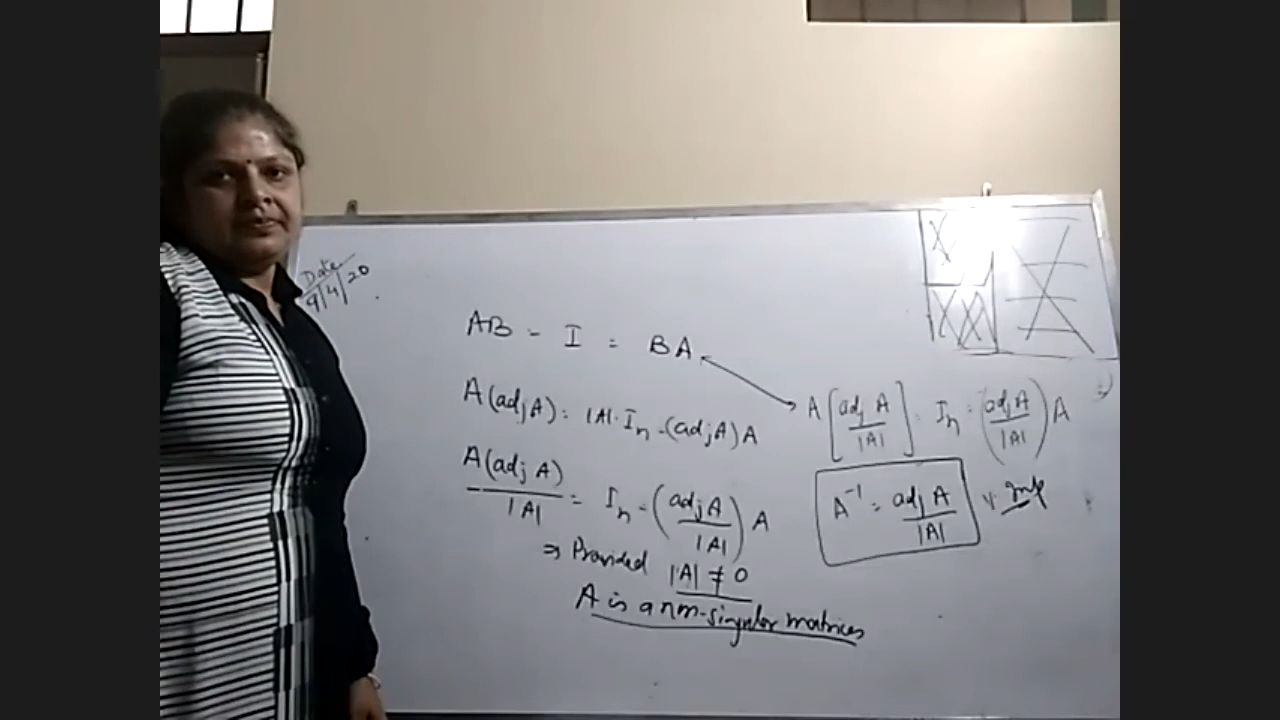 Date
9/4/20
AB = I = BA
A(adj A) = |A|. In = (adj A) A
A(adj A)/|A| = In = (adj A/|A|) A
⇒ Provided |A| ≠ 0
A is a non-singular matrices
A [adj A/|A|] = In = (adj A/|A|) A
A⁻¹ = adj A/|A| v. Imp